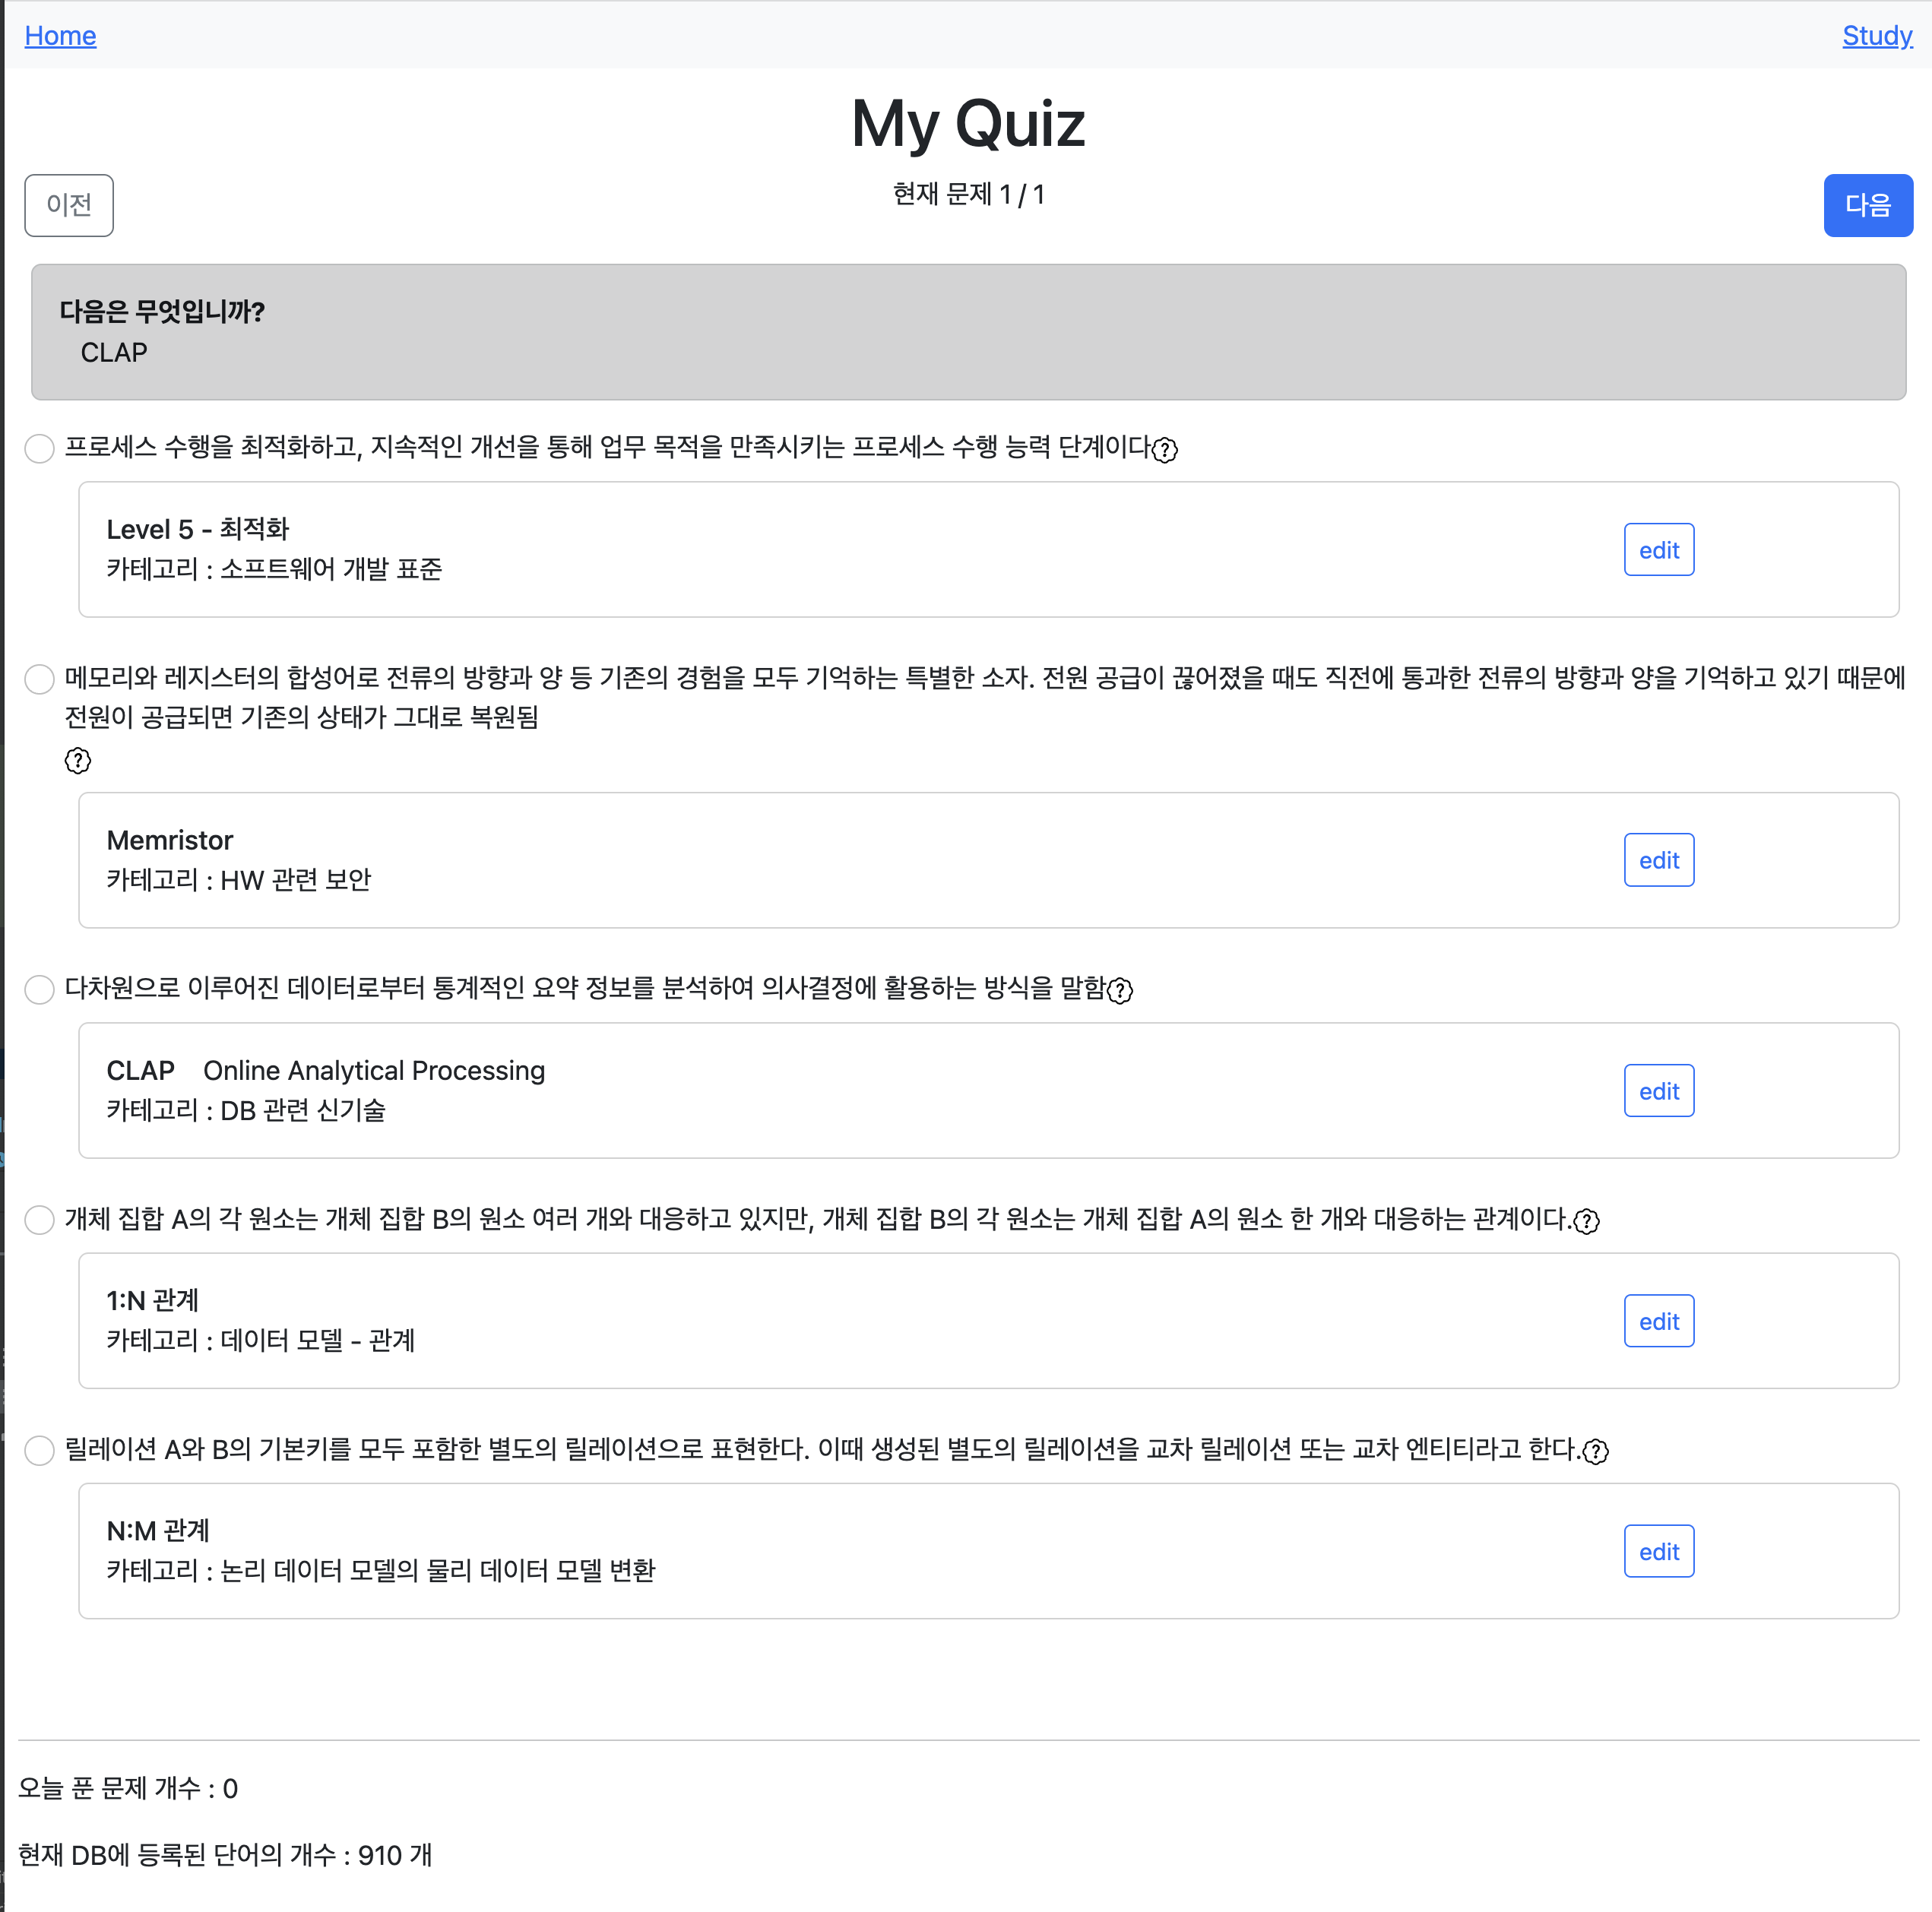 Home
Study
My Quiz
이전
현재 문제 1 / 1
다음
다음은 무엇입니까?
CLAP
프로세스 수행을 최적화하고, 지속적인 개선을 통해 업무 목적을 만족시키는 프로세스 수행 능력 단계이다
Level 5 - 최적화
카테고리 : 소프트웨어 개발 표준
edit
메모리와 레지스터의 합성어로 전류의 방향과 양 등 기존의 경험을 모두 기억하는 특별한 소자. 전원 공급이 끊어졌을 때도 직전에 통과한 전류의 방향과 양을 기억하고 있기 때문에
전원이 공급되면 기존의 상태가 그대로 복원됨
Memristor
카테고리 : HW 관련 보안
edit
다차원으로 이루어진 데이터로부터 통계적인 요약 정보를 분석하여 의사결정에 활용하는 방식을 말함
CLAP Online Analytical Processing
카테고리 : DB 관련 신기술
edit
개체 집합 A의 각 원소는 개체 집합 B의 원소 여러 개와 대응하고 있지만, 개체 집합 B의 각 원소는 개체 집합 A의 원소 한 개와 대응하는 관계이다.
1:N 관계
카테고리 : 데이터 모델 - 관계
edit
릴레이션 A와 B의 기본키를 모두 포함한 별도의 릴레이션으로 표현한다. 이때 생성된 별도의 릴레이션을 교차 릴레이션 또는 교차 엔티티라고 한다.
N:M 관계
카테고리 : 논리 데이터 모델의 물리 데이터 모델 변환
edit
오늘 푼 문제 개수 : 0
현재 DB에 등록된 단어의 개수 : 910 개